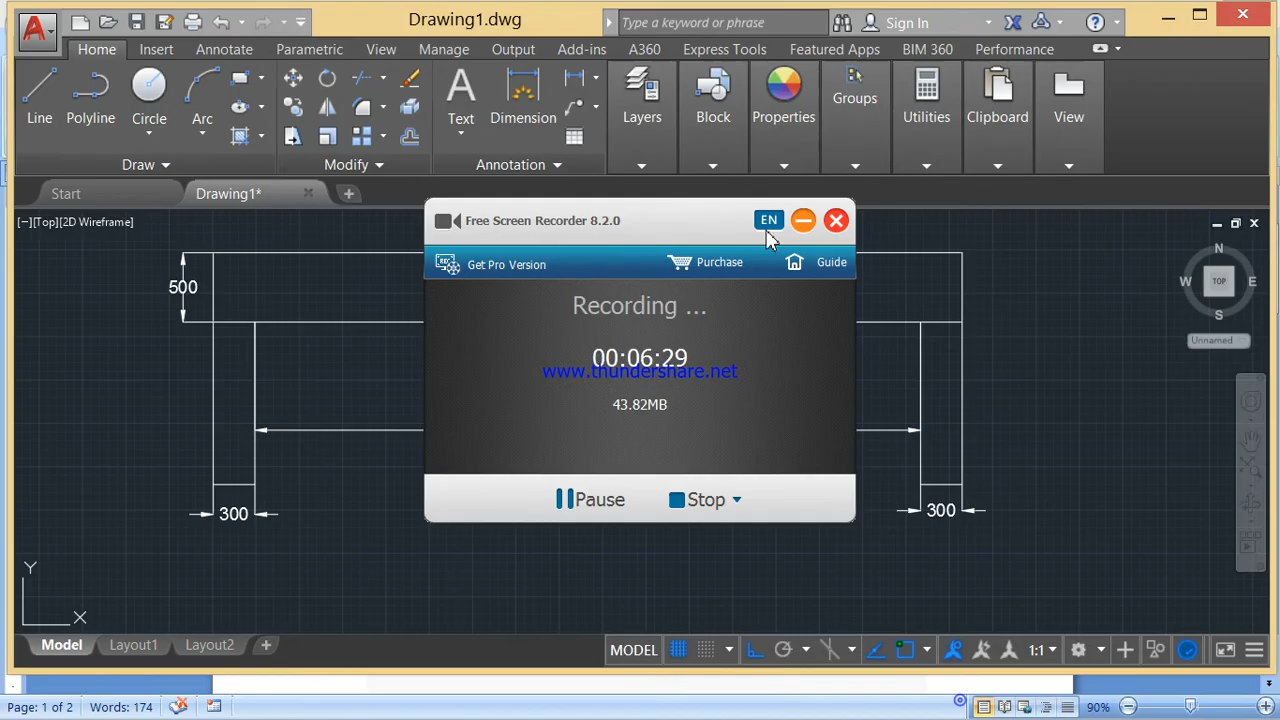 Drawing1.dwg
Type a keyword or phrase
Sign In
Home Insert Annotate Parametric View Manage Output Add-ins A360 Express Tools Featured Apps BIM 360 Performance
Line Polyline Circle Arc Text Dimension Layers Block Properties Groups Utilities Clipboard View
Draw Modify Annotation
Start Drawing1*
[−][Top][2D Wireframe]
Free Screen Recorder 8.2.0 EN
Get Pro Version Purchase Guide
Recording ...
00:06:29
www.thundershare.net
43.82MB
Pause Stop
500
300
300
N
W TOP E
S
Unnamed
Y
X
Model Layout1 Layout2
MODEL 1:1
Page: 1 of 2 Words: 174 90%